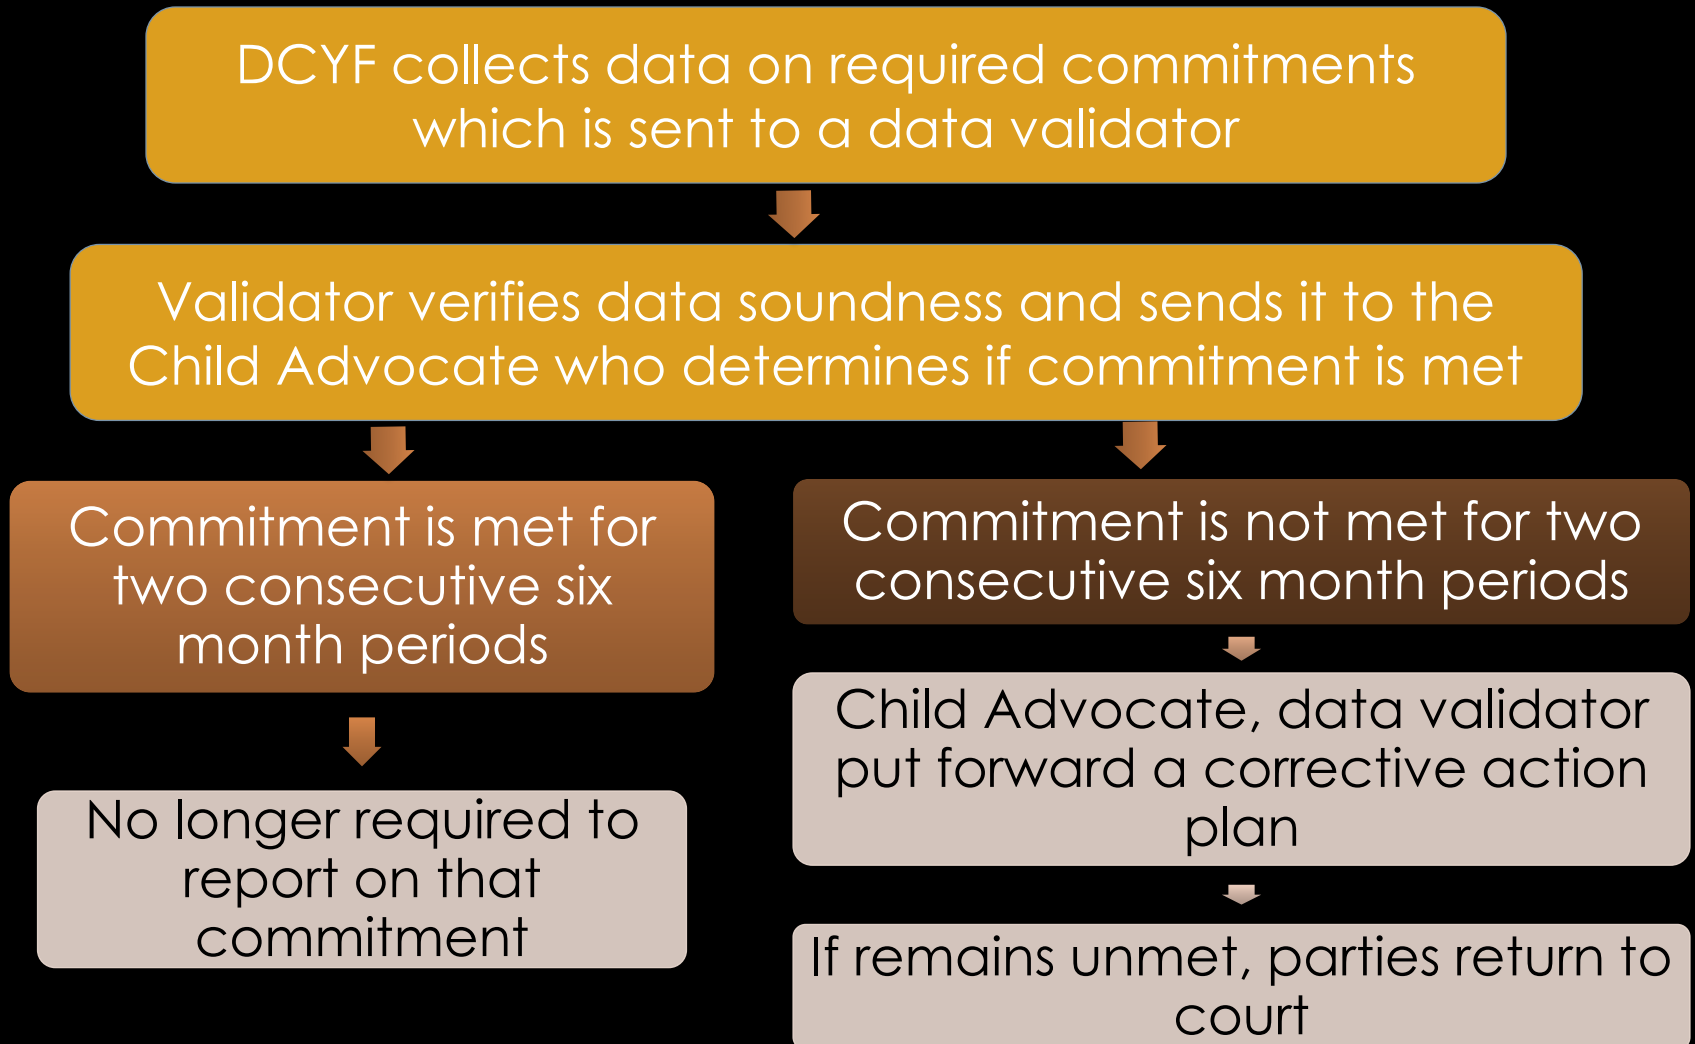 DCYF collects data on required commitments
which is sent to a data validator
Validator verifies data soundness and sends it to the
Child Advocate who determines if commitment is met
Commitment is met for
two consecutive six
month periods
No longer required to
report on that
commitment
Commitment is not met for two
consecutive six month periods
Child Advocate, data validator
put forward a corrective action
plan
If remains unmet, parties return to
court